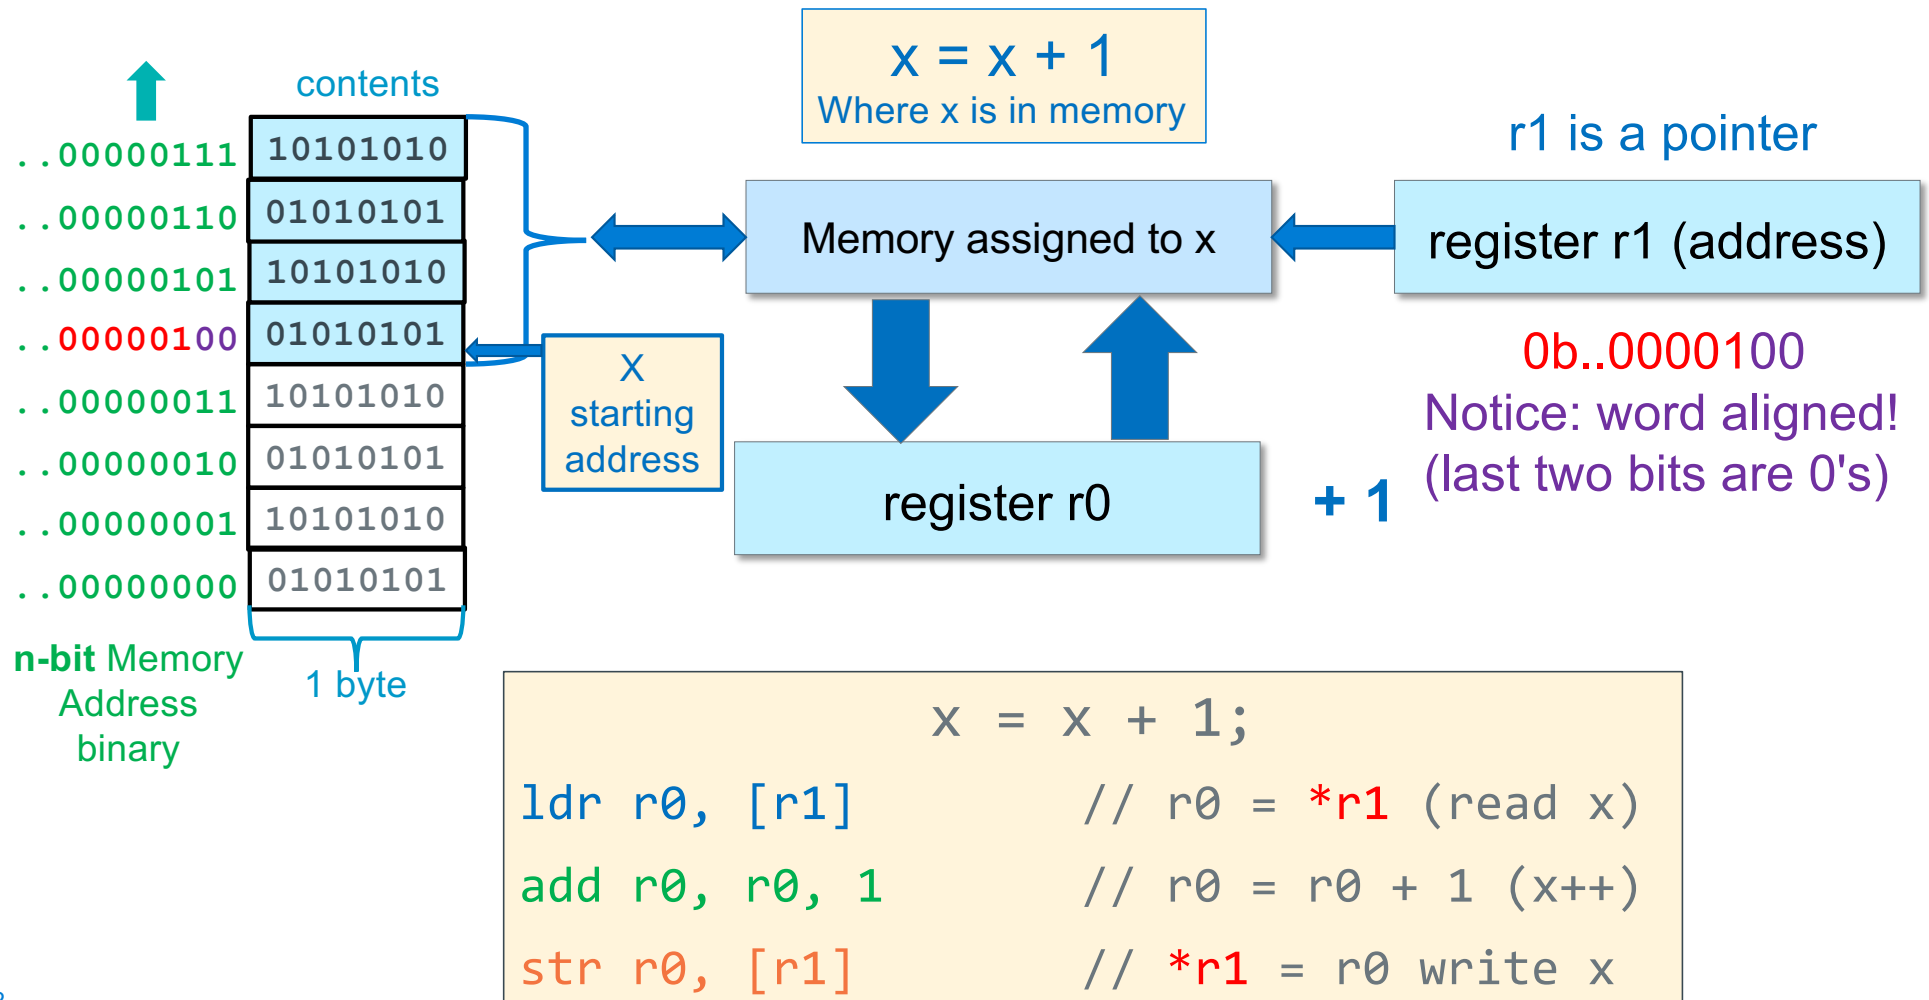 x = x + 1
Where x is in memory
contents
..00000111 10101010
..00000110 01010101
..00000101 10101010
..00000100 01010101
..00000011 10101010
..00000010 01010101
..00000001 10101010
..00000000 01010101
n-bit Memory
Address
binary
1 byte
X
starting
address
Memory assigned to x
register r0
+ 1
r1 is a pointer
register r1 (address)
0b..0000100
Notice: word aligned!
(last two bits are 0's)
x = x + 1;
ldr r0, [r1] // r0 = *r1 (read x)
add r0, r0, 1 // r0 = r0 + 1 (x++)
str r0, [r1] // *r1 = r0 write x